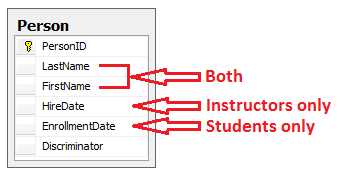 Person
PersonID
LastName
FirstName
Both
HireDate
Instructors only
EnrollmentDate
Students only
Discriminator